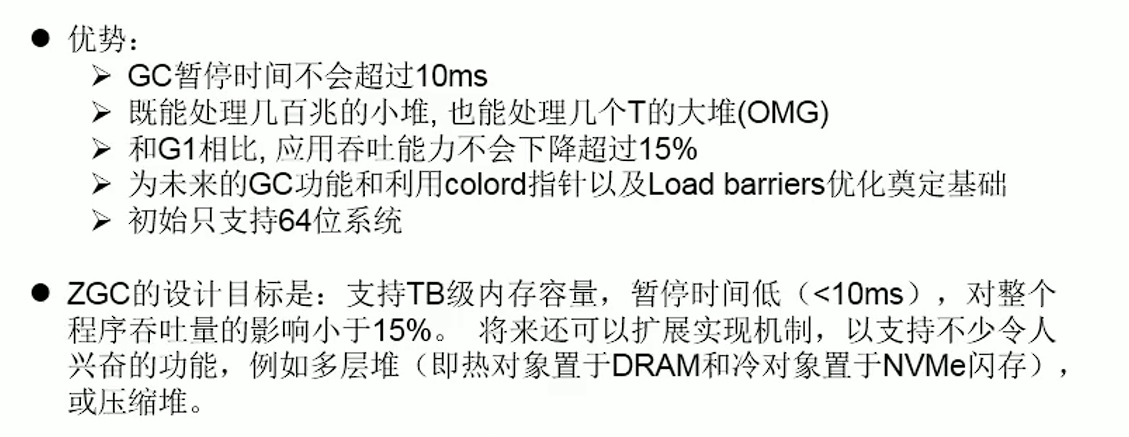 ● 优势：
➢ GC暂停时间不会超过10ms
➢ 既能处理几百兆的小堆, 也能处理几个T的大堆(OMG)
➢ 和G1相比, 应用吞吐能力不会下降超过15%
➢ 为未来的GC功能和利用colord指针以及Load barriers优化奠定基础
➢ 初始只支持64位系统
● ZGC的设计目标是：支持TB级内存容量，暂停时间低（<10ms），对整个
程序吞吐量的影响小于15%。 将来还可以扩展实现机制，以支持不少令人
兴奋的功能，例如多层堆（即热对象置于DRAM和冷对象置于NVMe闪存），
或压缩堆。